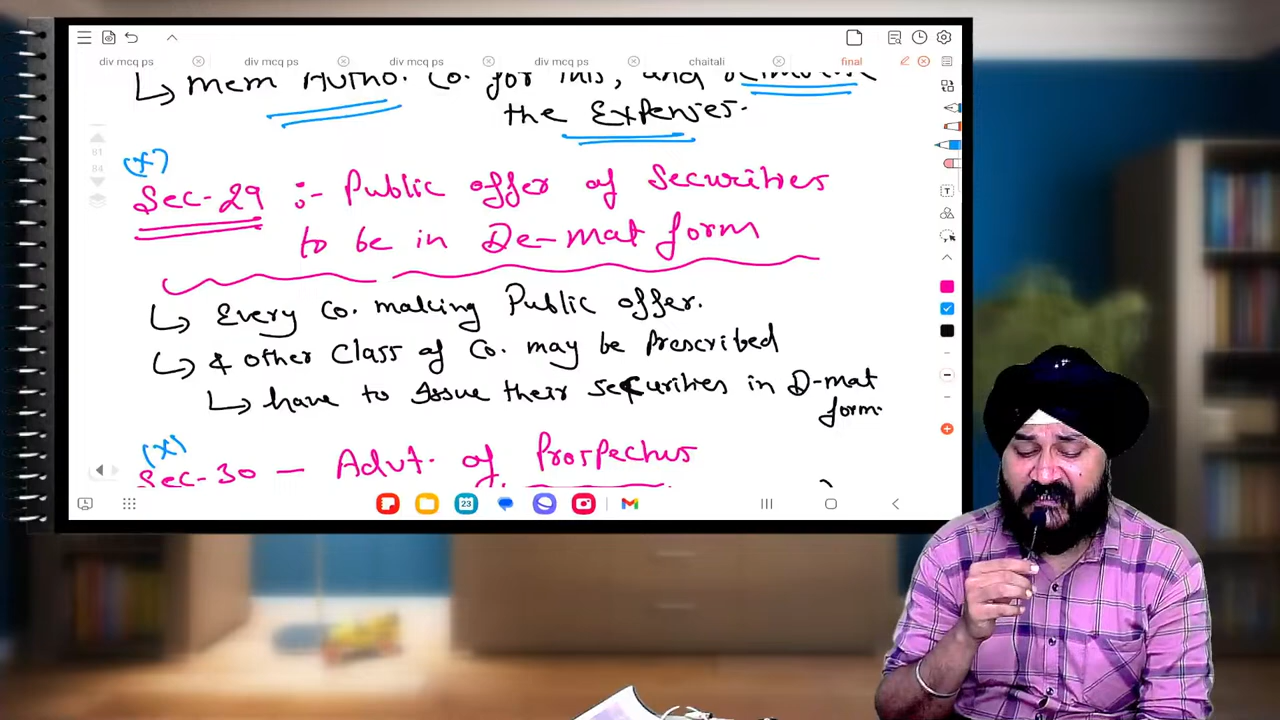 div mcq ps div mcq ps div mcq ps div mcq ps chaitali final
↳ Mem Autho. Co. for this, and
the Expenses.
81
84
(x)
Sec-29 :- Public offer of Securities
to be in De-mat form
↳ Every Co. making Public offer.
↳ & other Class of Co. may be Prescribed
↳ have to Issue their securities in D-mat
form.
(x)
Sec-30 — Advt. of Prospectus
23